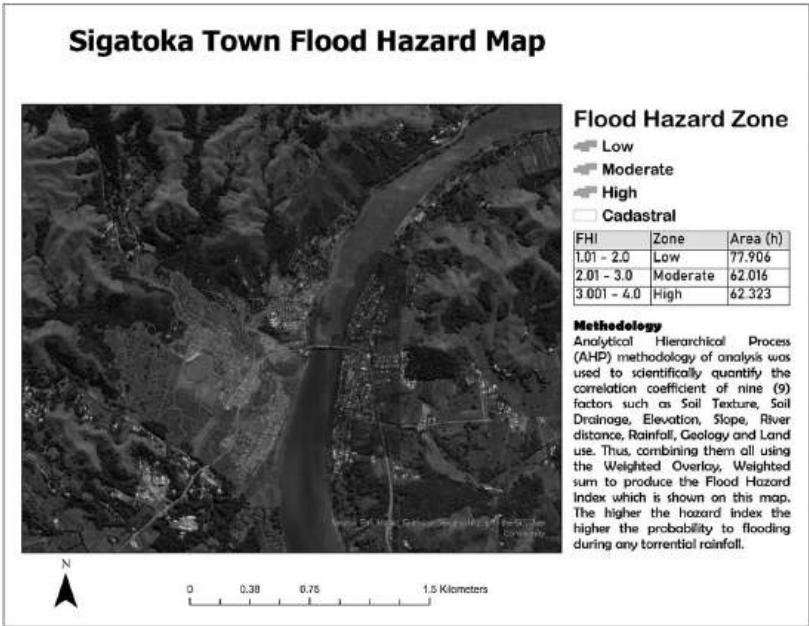 Sigatoka Town Flood Hazard Map
Flood Hazard Zone
Low
Moderate
High
Cadastral
FHI Zone Area (h)
1.01 - 2.0 Low 77.906
2.01 - 3.0 Moderate 62.016
3.001 - 4.0 High 62.323
Methodology
Analytical Hierarchical Process
(AHP) methodology of analysis was
used to scientifically quantify the
correlation coefficient of nine (9)
factors such as Soil Texture, Soil
Drainage, Elevation, Slope, River
distance, Rainfall, Geology and Land
use. Thus, combining them all using
the Weighted Overlay, Weighted
sum to produce the Flood Hazard
Index which is shown on this map.
The higher the hazard index the
higher the probability to flooding
during any torrential rainfall.
Community
N
0 0.38 0.75 1.5 Kilometers